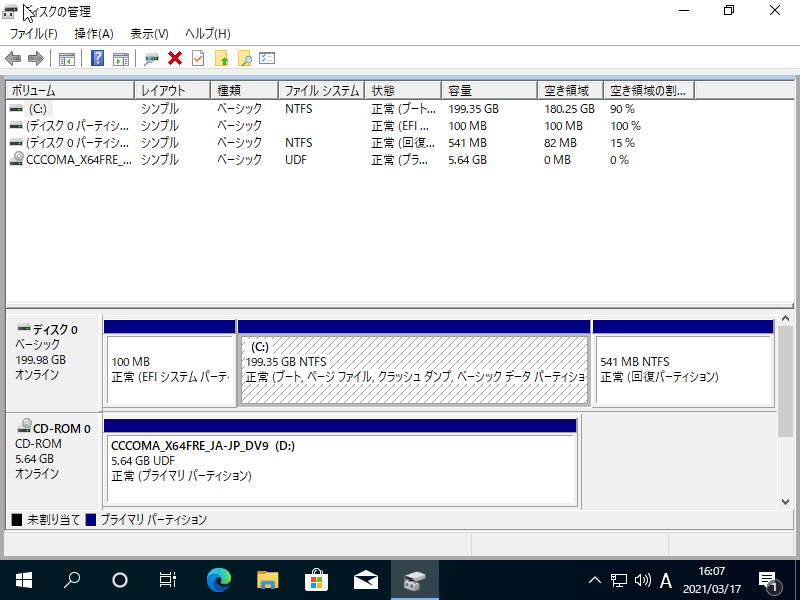 ディスクの管理
ファイル(F) 操作(A) 表示(V) ヘルプ(H)
ボリューム レイアウト 種類 ファイル システム 状態 容量 空き領域 空き領域の割...
(C:) シンプル ベーシック NTFS 正常 (ブート... 199.35 GB 180.25 GB 90 %
(ディスク 0 パーティシ... シンプル ベーシック 正常 (EFI ... 100 MB 100 MB 100 %
(ディスク 0 パーティシ... シンプル ベーシック NTFS 正常 (回復... 541 MB 82 MB 15 %
CCCOMA_X64FRE_... シンプル ベーシック UDF 正常 (プラ... 5.64 GB 0 MB 0 %
ディスク 0
ベーシック
199.98 GB
オンライン
100 MB
正常 (EFI システム パーテ
(C:)
199.35 GB NTFS
正常 (ブート, ページ ファイル, クラッシュ ダンプ, ベーシック データ パーティショ
541 MB NTFS
正常 (回復パーティション)
CD-ROM 0
CD-ROM
5.64 GB
オンライン
CCCOMA_X64FRE_JA-JP_DV9 (D:)
5.64 GB UDF
正常 (プライマリ パーティション)
未割り当て プライマリ パーティション
A
16:07
2021/03/17
1